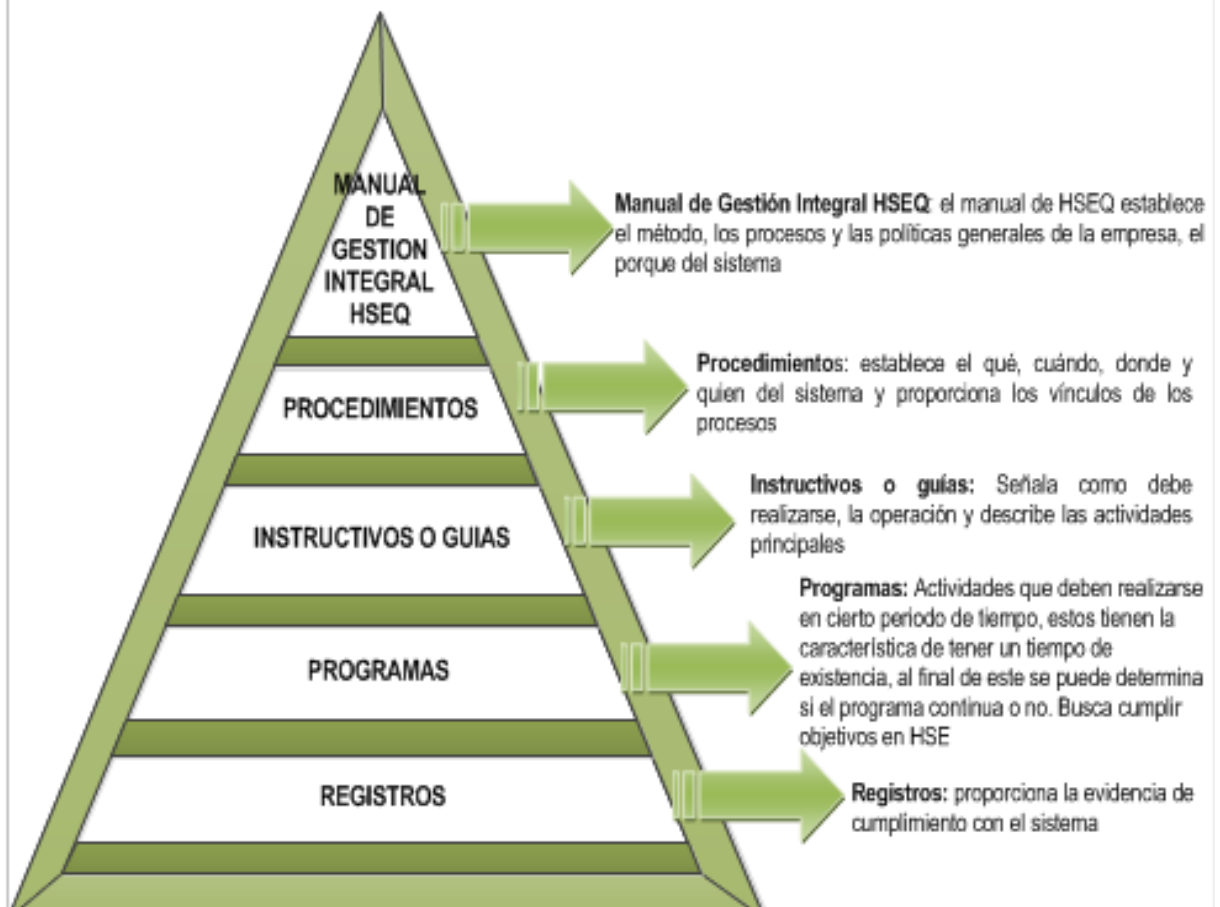 MANUAL
DE
GESTION
INTEGRAL
HSEQ
Manual de Gestión Integral HSEQ: el manual de HSEQ establece
el método, los procesos y las políticas generales de la empresa, el
porque del sistema
PROCEDIMIENTOS
Procedimientos: establece el qué, cuándo, donde y
quien del sistema y proporciona los vínculos de los
procesos
INSTRUCTIVOS O GUIAS
Instructivos o guías: Señala como debe
realizarse, la operación y describe las actividades
principales
PROGRAMAS
Programas: Actividades que deben realizarse
en cierto periodo de tiempo, estos tienen la
característica de tener un tiempo de
existencia, al final de este se puede determina
si el programa continua o no. Busca cumplir
objetivos en HSE
REGISTROS
Registros: proporciona la evidencia de
cumplimiento con el sistema